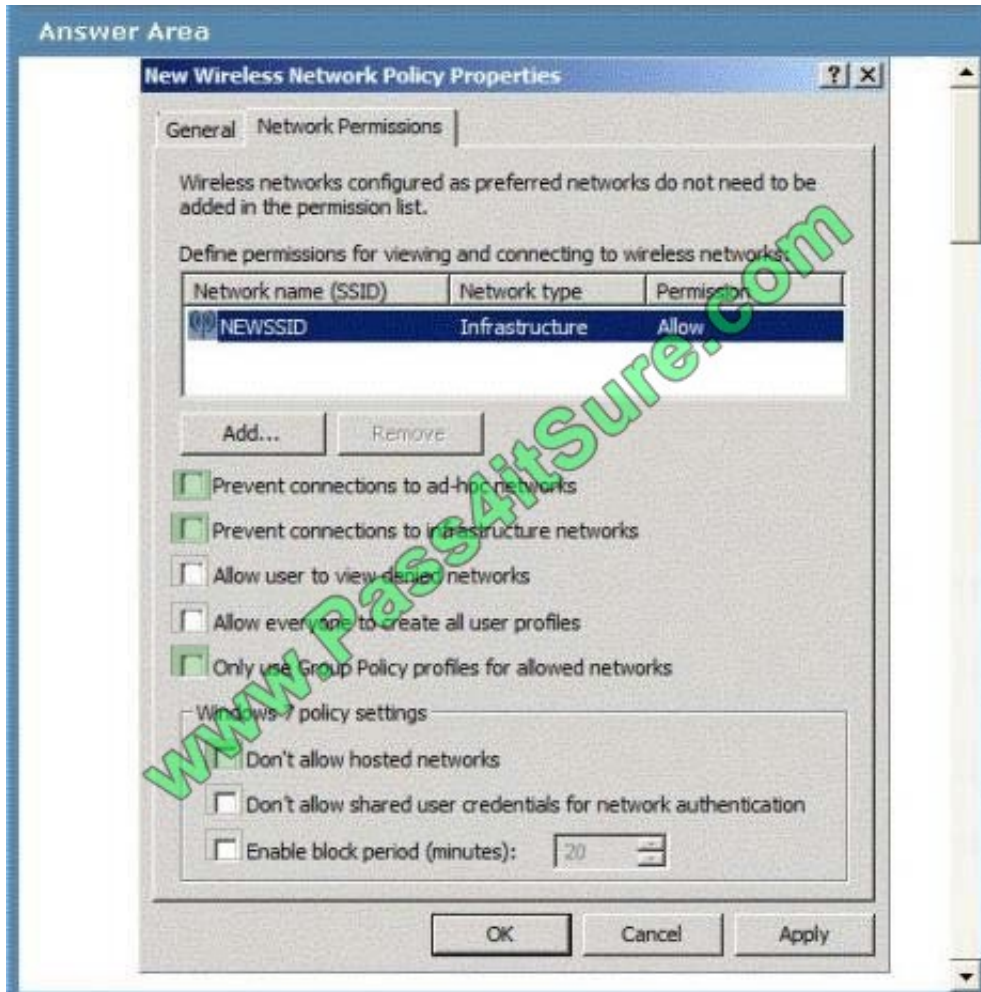 Answer Area
New Wireless Network Policy Properties
General Network Permissions
Wireless networks configured as preferred networks do not need to be
added in the permission list.
Define permissions for viewing and connecting to wireless networks:
Network name (SSID) Network type Permission
NEWSSID Infrastructure Allow
Add... Remove
Prevent connections to ad-hoc networks
Prevent connections to infrastructure networks
Allow user to view denied networks
Allow everyone to create all user profiles
Only use Group Policy profiles for allowed networks
Windows 7 policy settings
Don't allow hosted networks
Don't allow shared user credentials for network authentication
Enable block period (minutes): 20
OK Cancel Apply
www.Pass4itSure.com